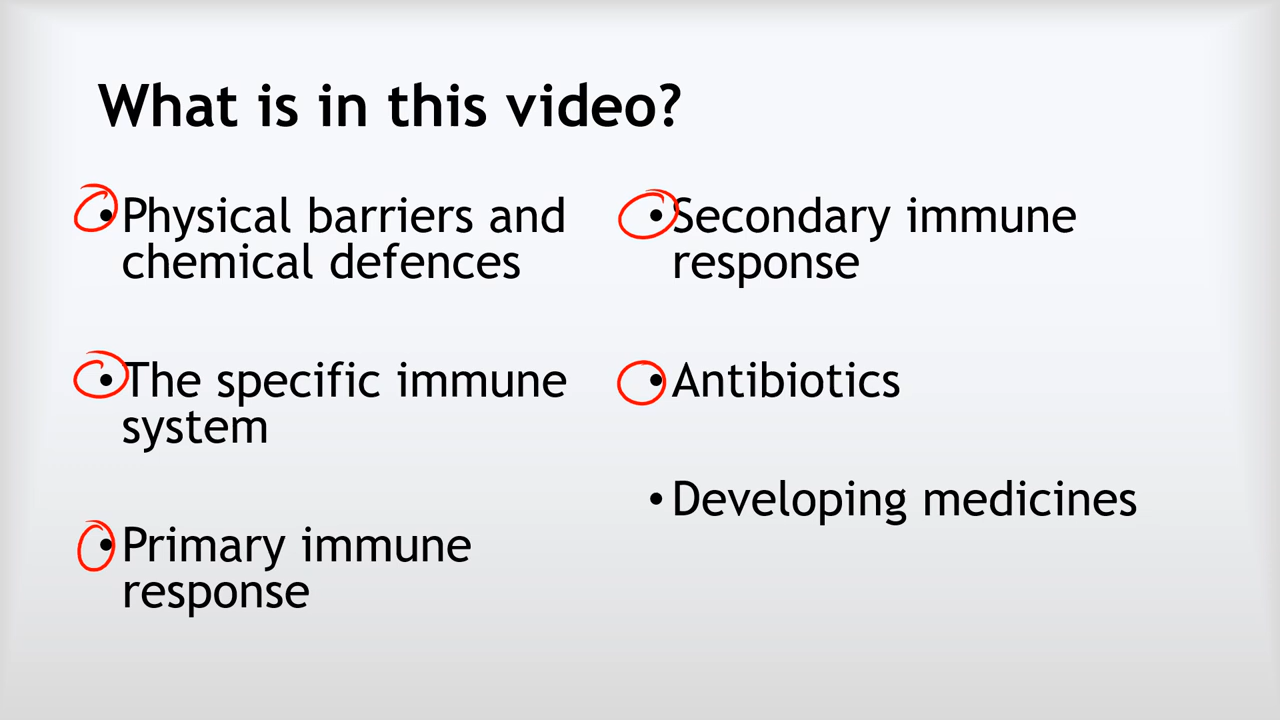 What is in this video?
• Physical barriers and
chemical defences
• The specific immune
system
• Primary immune
response
• Secondary immune
response
• Antibiotics
• Developing medicines